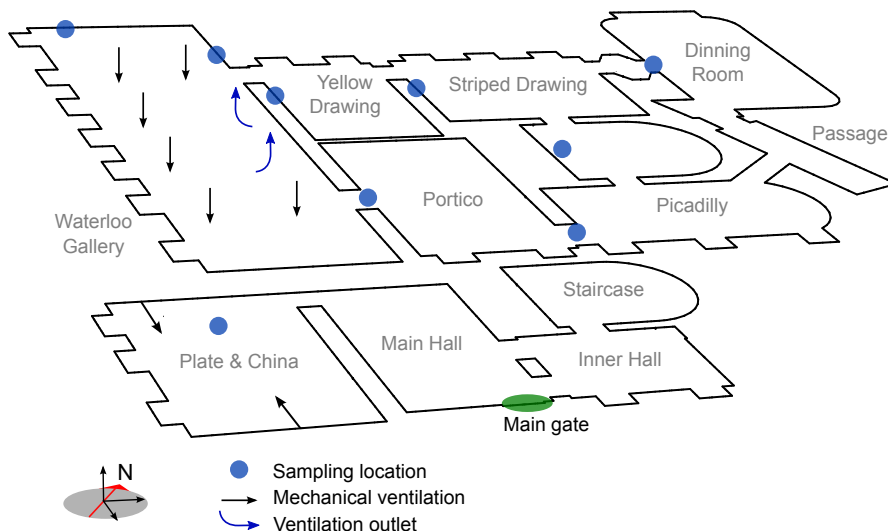 Dinning
Room
Yellow
Drawing
Striped Drawing
Passage
Portico
Picadilly
Waterloo
Gallery
Staircase
Plate & China
Main Hall
Inner Hall
Main gate
N
Sampling location
Mechanical ventilation
Ventilation outlet